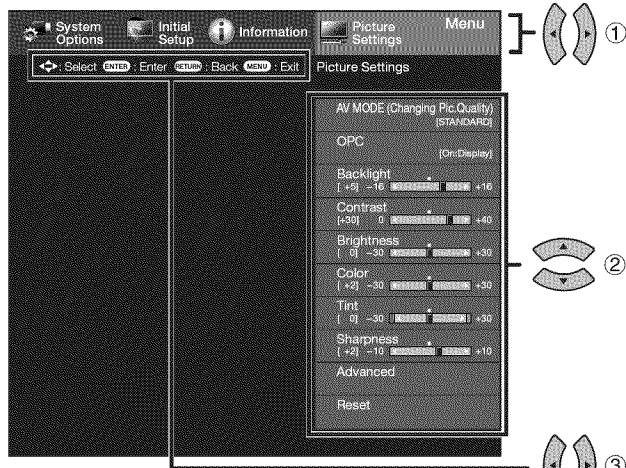 System Options
Initial Setup
Information
Picture Settings
Menu
①
: Select ENTER : Enter RETURN : Back MENU : Exit
Picture Settings
AV MODE (Changing Pic.Quality)
[STANDARD]
OPC
[On:Display]
Backlight
[ +5] −16 +16
Contrast
[+30] 0 +40
Brightness
[ 0] −30 +30
Color
[ +2] −30 +30
Tint
[ 0] −30 +30
Sharpness
[ +2] −10 +10
Advanced
Reset
②
③